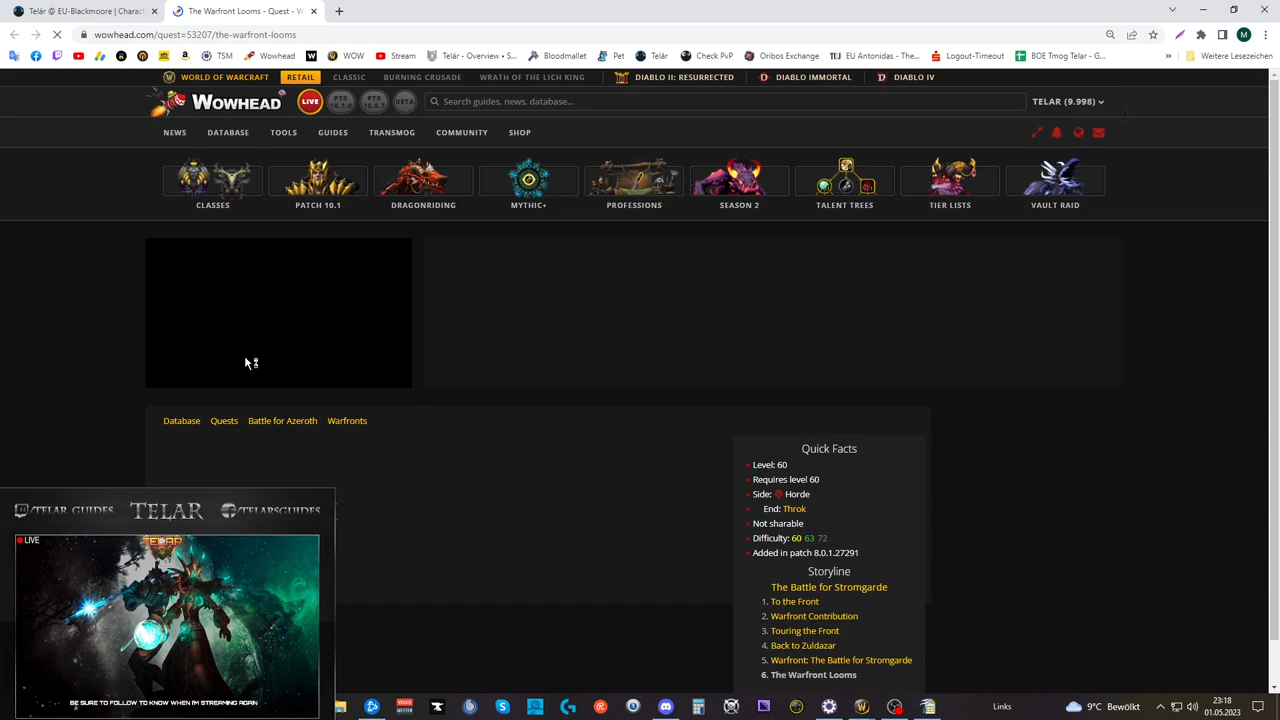 Telár @ EU-Blackmoore | Charact
The Warfront Looms - Quest - W
wowhead.com/quest=53207/the-warfront-looms
M
TSM
Wowhead
WOW
Stream
Telár - Overview • S...
Bloodmallet
Pet
Telár
Check PvP
Oribos Exchange
EU Antonidas - The...
Logout-Timeout
BOE Tmog Telar - G...
»
Weitere Lesezeichen
WORLD OF WARCRAFT
RETAIL
CLASSIC
BURNING CRUSADE
WRATH OF THE LICH KING
DIABLO II: RESURRECTED
DIABLO IMMORTAL
DIABLO IV
WOWHEAD
LIVE
BETA
Search guides, news, database...
TELAR (9.998)
NEWS
DATABASE
TOOLS
GUIDES
TRANSMOG
COMMUNITY
SHOP
CLASSES
PATCH 10.1
DRAGONRIDING
MYTHIC+
PROFESSIONS
SEASON 2
TALENT TREES
TIER LISTS
VAULT RAID
Database
Quests
Battle for Azeroth
Warfronts
Quick Facts
Level: 60
Requires level 60
Side: Horde
End: Throk
Not sharable
Difficulty: 60 63 72
Added in patch 8.0.1.27291
Storyline
The Battle for Stromgarde
1. To the Front
2. Warfront Contribution
3. Touring the Front
4. Back to Zuldazar
5. Warfront: The Battle for Stromgarde
6. The Warfront Looms
/TELAR GUIDES
TELAR
/TELARSGUIDES
LIVE
TELAR
BE SURE TO FOLLOW TO KNOW WHEN I'M STREAMING AGAIN
Links
9°C Bewölkt
23:18
01.05.2023